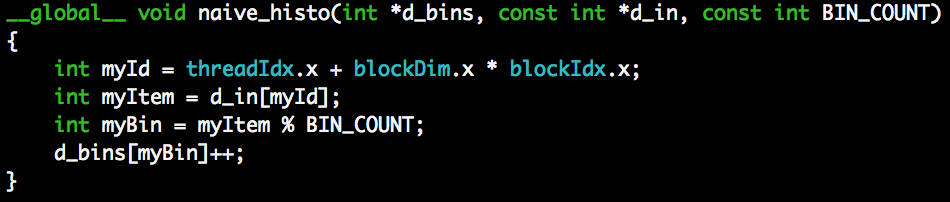 __global__ void naive_histo(int *d_bins, const int *d_in, const int BIN_COUNT)
{
    int myId = threadIdx.x + blockDim.x * blockIdx.x;
    int myItem = d_in[myId];
    int myBin = myItem % BIN_COUNT;
    d_bins[myBin]++;
}